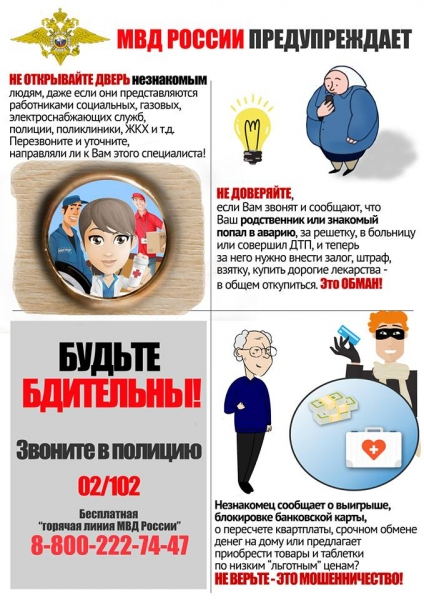 МВД РОССИИ ПРЕДУПРЕЖДАЕТ
НЕ ОТКРЫВАЙТЕ ДВЕРЬ незнакомым
людям, даже если они представляются
работниками социальных, газовых,
электроснабжающих служб,
полиции, поликлиники, ЖКХ и т.д.
Перезвоните и уточните,
направляли ли к Вам этого специалиста!
НЕ ДОВЕРЯЙТЕ,
если Вам звонят и сообщают, что
Ваш родственник или знакомый
попал в аварию, за решетку, в больницу
или совершил ДТП, и теперь
за него нужно внести залог, штраф,
взятку, купить дорогие лекарства -
в общем откупиться. Это ОБМАН!
БУДЬТЕ
БДИТЕЛЬНЫ!
Звоните в полицию
02/102
Бесплатная
"горячая линия МВД России"
8-800-222-74-47
Незнакомец сообщает о выигрыше,
блокировке банковской карты,
о пересчете квартплаты, срочном обмене
денег на дому или предлагает
приобрести товары и таблетки
по низким "льготным" ценам?
НЕ ВЕРЬТЕ - ЭТО МОШЕННИЧЕСТВО!